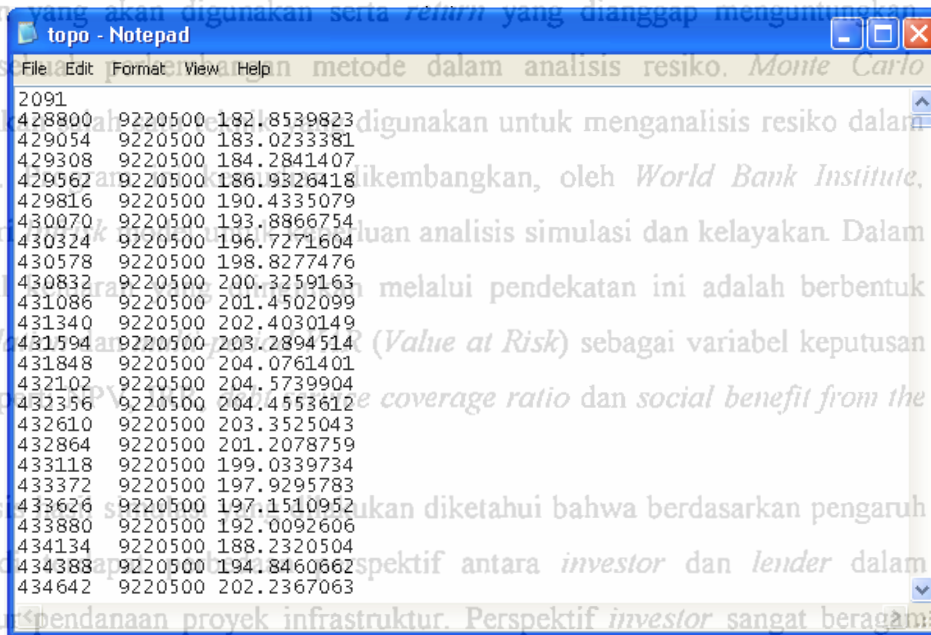 yang akan digunakan serta return yang dianggap menguntungkan.
topo - Notepad
File Edit Format View Help
metode dalam analisis resiko. Monte Carlo
2091
428800 9220500 182.8539823
digunakan untuk menganalisis resiko dalam
429054 9220500 183.0233381
429308 9220500 184.2841407
429562 9220500 186.9326418
dikembangkan, oleh World Bank Institute,
429816 9220500 190.4335079
430070 9220500 193.8866754
430324 9220500 196.7271604
analisis simulasi dan kelayakan. Dalam
430578 9220500 198.8277476
430832 9220500 200.3259163
431086 9220500 201.4502099
melalui pendekatan ini adalah berbentuk
431340 9220500 202.4030149
431594 9220500 203.2894514
(Value at Risk) sebagai variabel keputusan
431848 9220500 204.0761401
432102 9220500 204.5739904
432356 9220500 204.4553612
coverage ratio dan social benefit from the
432610 9220500 203.3525043
432864 9220500 201.2078759
433118 9220500 199.0339734
433372 9220500 197.9295783
433626 9220500 197.1510952
diketahui bahwa berdasarkan pengaruh
433880 9220500 192.0092606
434134 9220500 188.2320504
434388 9220500 194.8460662
antara investor dan lender dalam
434642 9220500 202.2367063
pendanaan proyek infrastruktur. Perspektif investor sangat beragam